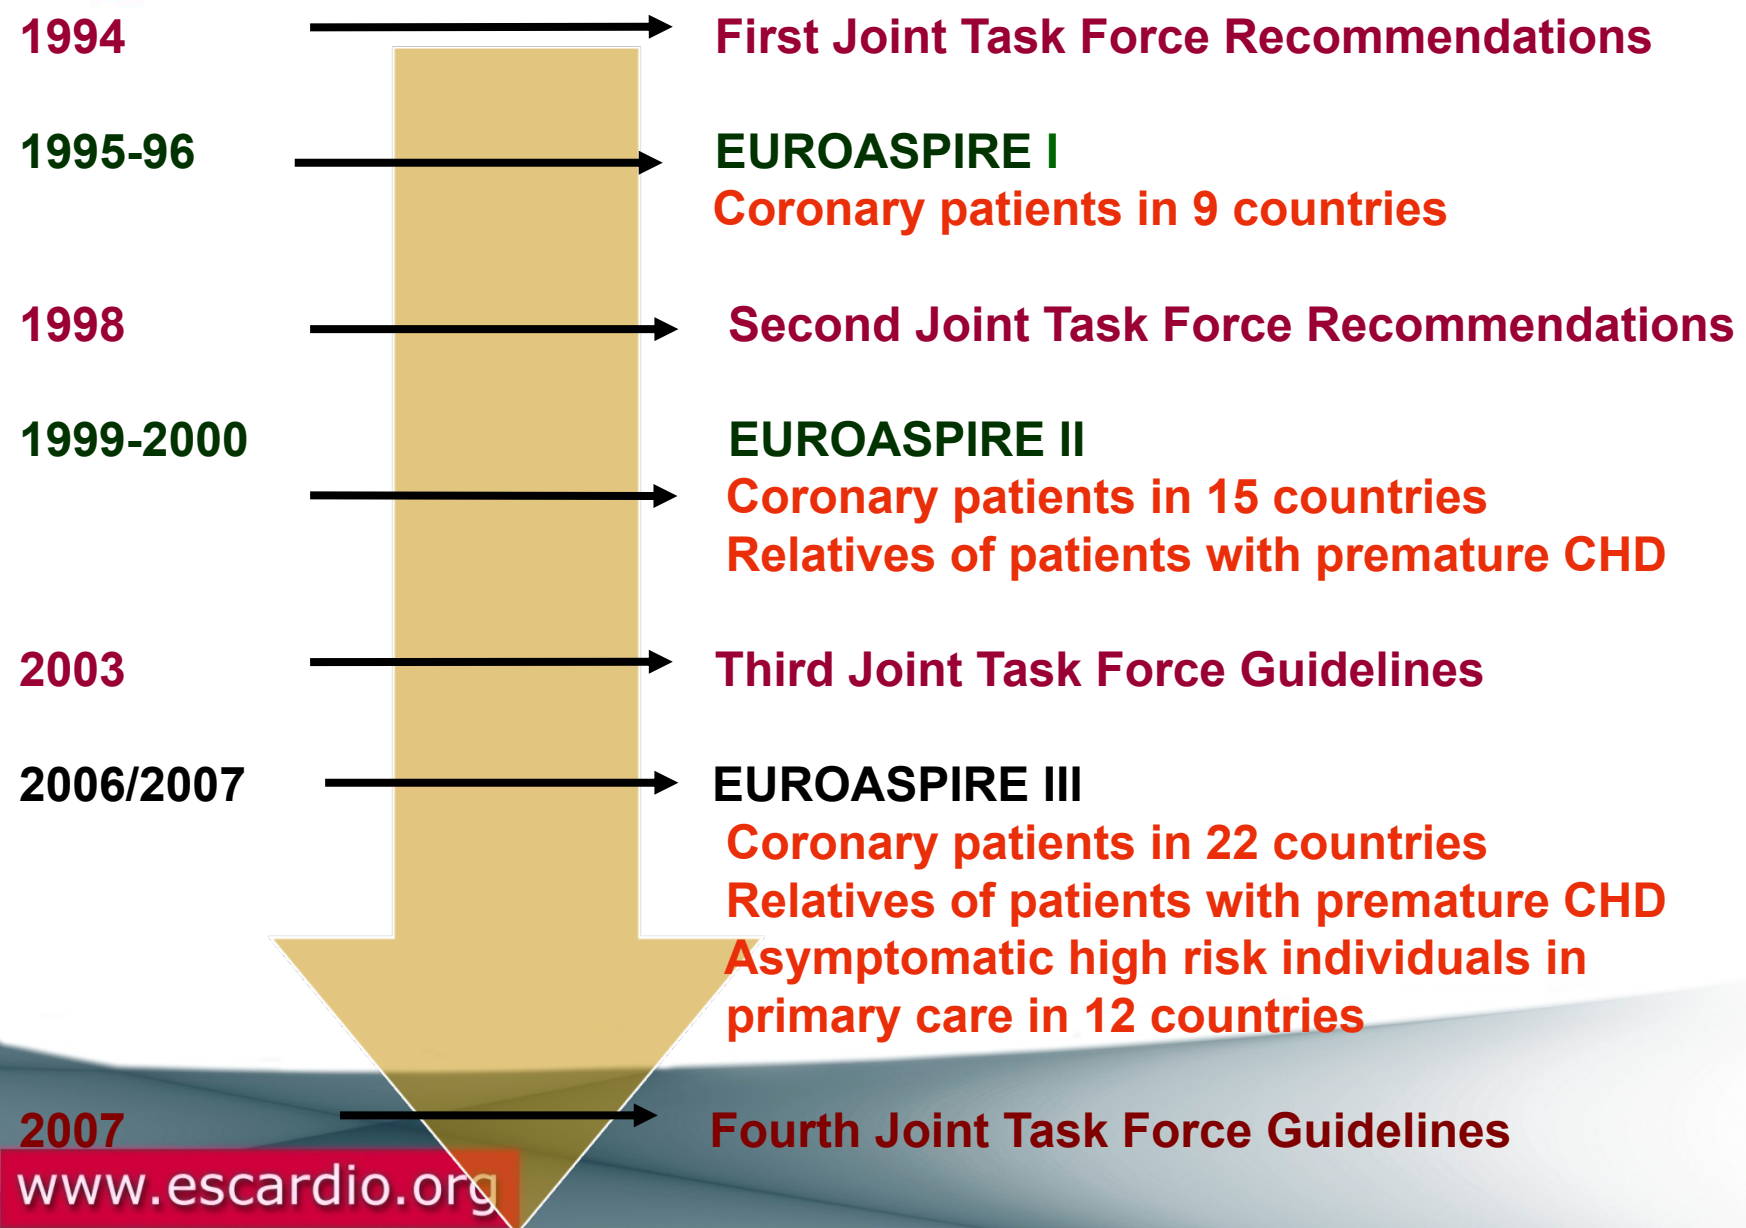 1994 First Joint Task Force Recommendations
1995-96 EUROASPIRE I
Coronary patients in 9 countries
1998 Second Joint Task Force Recommendations
1999-2000 EUROASPIRE II
Coronary patients in 15 countries
Relatives of patients with premature CHD
2003 Third Joint Task Force Guidelines
2006/2007 EUROASPIRE III
Coronary patients in 22 countries
Relatives of patients with premature CHD
Asymptomatic high risk individuals in
primary care in 12 countries
2007 Fourth Joint Task Force Guidelines
www.escardio.org